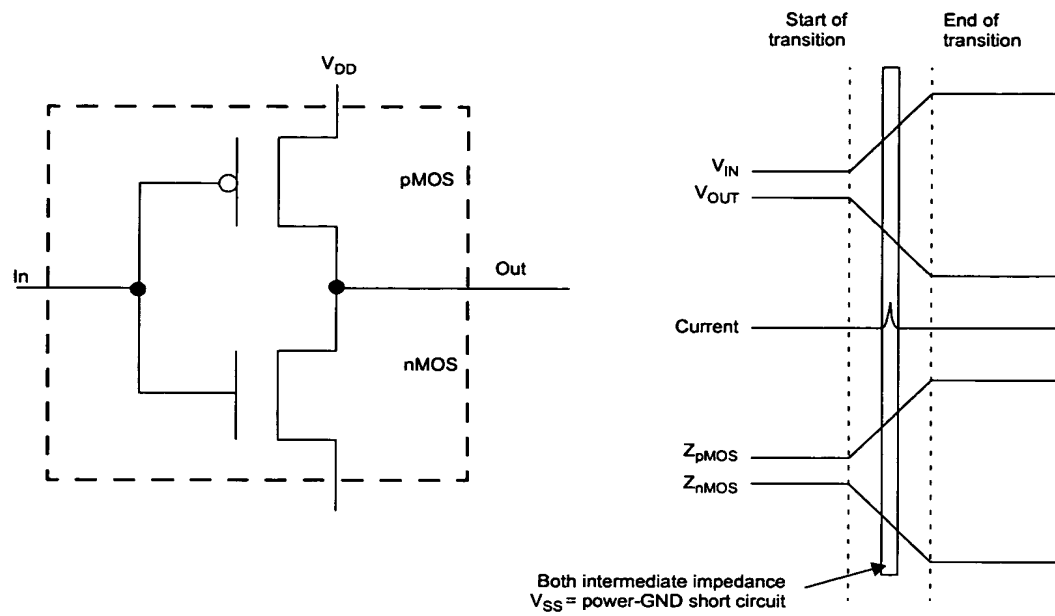 V_DD
pMOS
In
Out
nMOS
Start of
transition
End of
transition
V_IN
V_OUT
Current
Z_pMOS
Z_nMOS
Both intermediate impedance
V_SS = power-GND short circuit